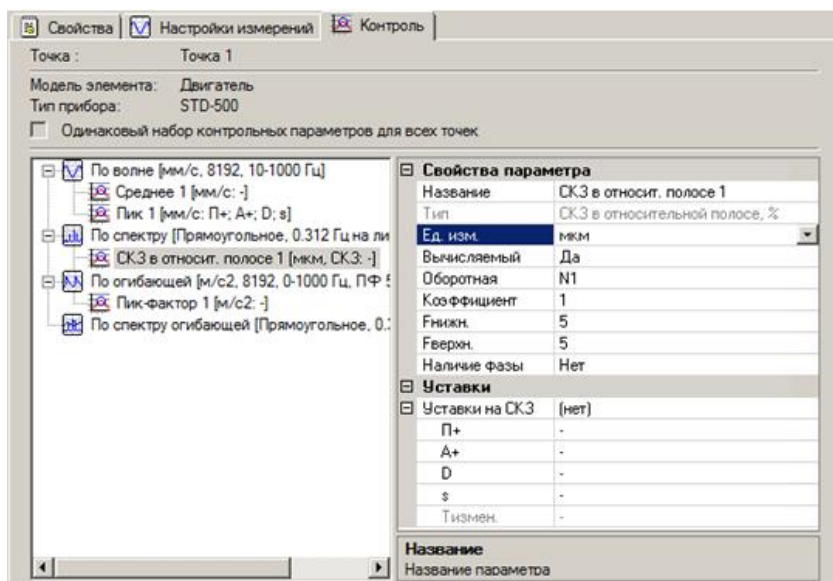 Свойства Настройки измерений Контроль
Точка : Точка 1
Модель элемента: Двигатель
Тип прибора: STD-500
Одинаковый набор контрольных параметров для всех точек
По волне [мм/с, 8192, 10-1000 Гц]
Среднее 1 [мм/с: -]
Пик 1 [мм/с: П+; А+; D; s]
По спектру [Прямоугольное, 0.312 Гц на ли
СКЗ в относит. полосе 1 [мкм, СКЗ: -]
По огибающей [м/с2, 8192, 0-1000 Гц, ПФ 5
Пик-фактор 1 [м/с2: -]
По спектру огибающей [Прямоугольное, 0.:
Свойства параметра
Название СКЗ в относит. полосе 1
Тип СКЗ в относительной полосе, %
Ед. изм. мкм
Вычисляемый Да
Оборотная N1
Коэффициент 1
Fнижн. 5
Fверхн. 5
Наличие фазы Нет
Уставки
Уставки на СКЗ (нет)
П+ -
А+ -
D -
s -
Тизмен. -
Название
Название параметра